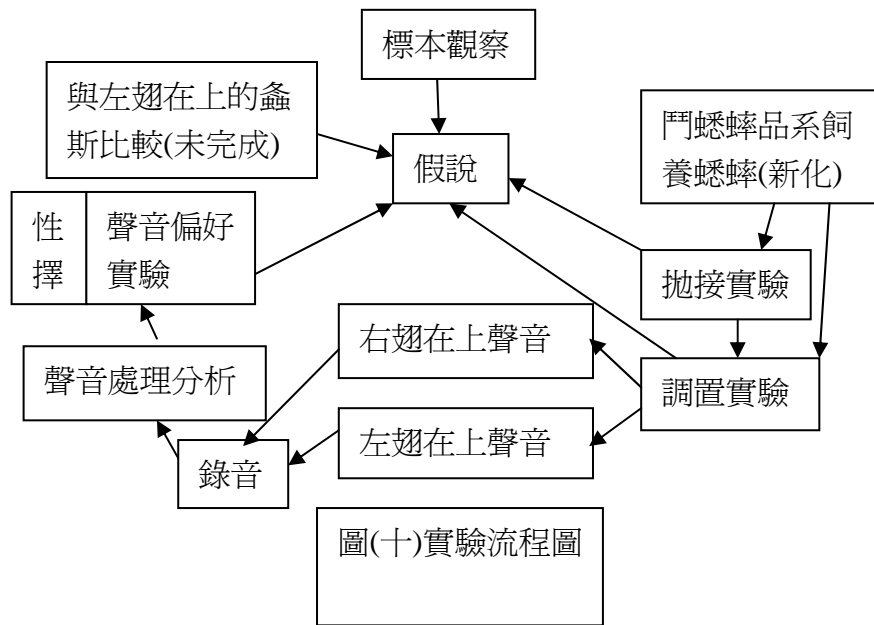 標本觀察
與左翅在上的螽
斯比較(未完成)
鬥蟋蟀品系飼
養蟋蟀(新化)
假說
性
擇
聲音偏好
實驗
拋接實驗
右翅在上聲音
聲音處理分析
調置實驗
左翅在上聲音
錄音
圖(十)實驗流程圖